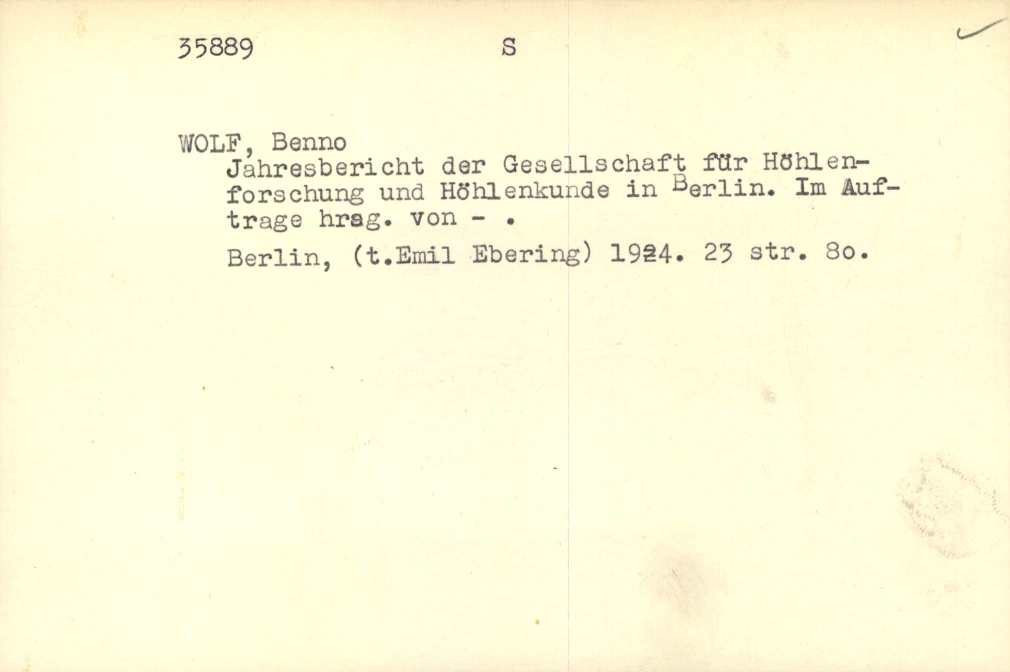 35889 S
WOLF, Benno
Jahresbericht der Gesellschaft für Höhlen-
forschung und Höhlenkunde in Berlin. Im Auf-
trage hrsg. von - .
Berlin, (t.Emil Ebering) 1924. 23 str. 8o.